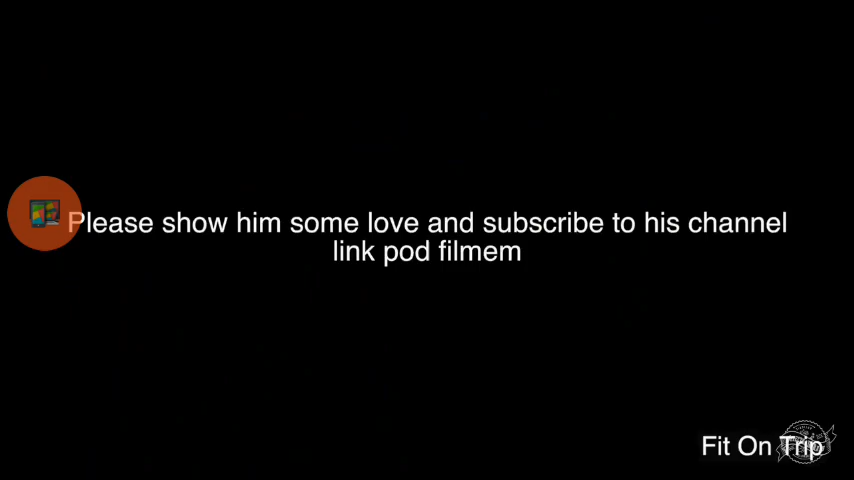 Please show him some love and subscribe to his channel
link pod filmem
Fit On Trip